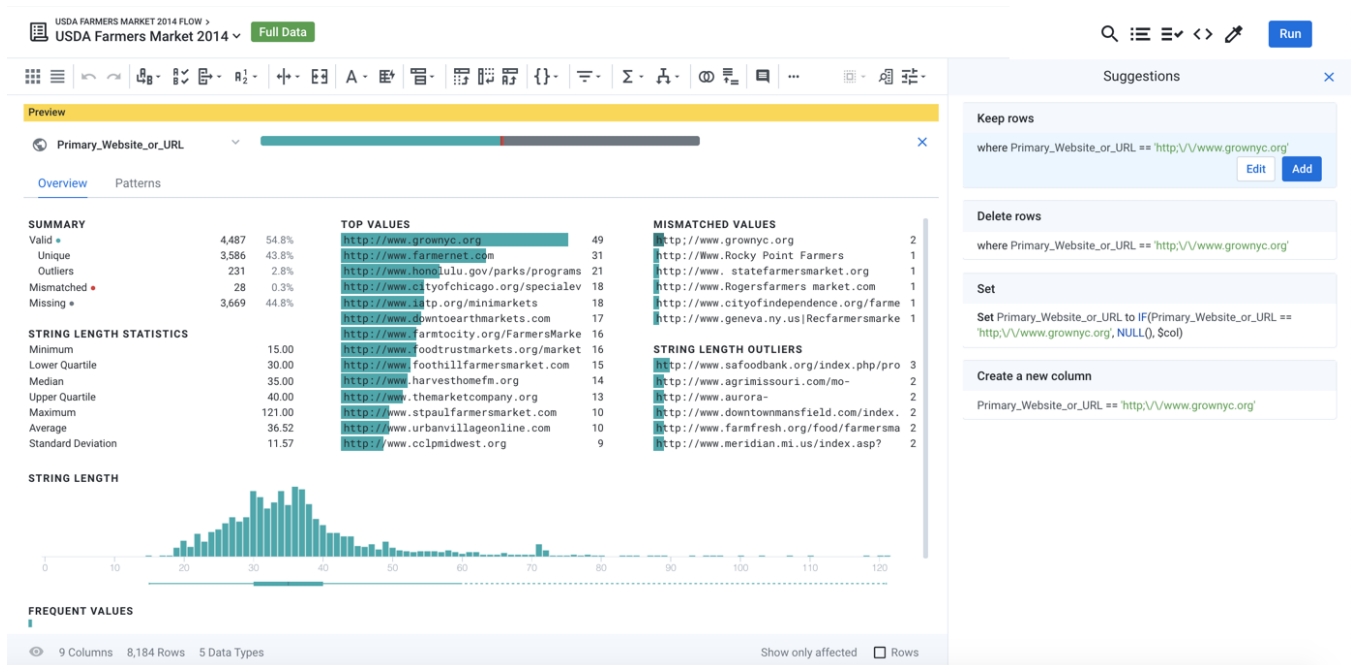 USDA FARMERS MARKET 2014 FLOW >
USDA Farmers Market 2014
Full Data
Run
Suggestions
Preview
Primary_Website_or_URL
Overview Patterns
SUMMARY
Valid 4,487 54.8%
Unique 3,586 43.8%
Outliers 231 2.8%
Mismatched 28 0.3%
Missing 3,669 44.8%
STRING LENGTH STATISTICS
Minimum 15.00
Lower Quartile 30.00
Median 35.00
Upper Quartile 40.00
Maximum 121.00
Average 36.52
Standard Deviation 11.57
TOP VALUES
http://www.grownyc.org 49
http://www.farmernet.com 31
http://www.honolulu.gov/parks/programs 21
http://www.cityofchicago.org/specialev 18
http://www.iatp.org/minimarkets 18
http://www.downtoearthmarkets.com 17
http://www.farmtocity.org/FarmersMarke 16
http://www.foodtrustmarkets.org/market 16
http://www.foothillfarmersmarket.com 15
http://www.harvesthomefm.org 14
http://www.themarketcompany.org 13
http://www.stpaulfarmersmarket.com 10
http://www.urbanvillageonline.com 10
http://www.cclpmidwest.org 9
MISMATCHED VALUES
http;//www.grownyc.org 2
http://Www.Rocky Point Farmers 1
http://www. statefarmersmarket.org 1
http://www.Rogersfarmers market.com 1
http://www.cityofindependence.org/farme 1
http://www.geneva.ny.us|Recfarmersmarke 1
STRING LENGTH OUTLIERS
http://www.safoodbank.org/index.php/pro 3
http://www.agrimissouri.com/mo- 2
http://www.aurora- 2
http://www.downtownmansfield.com/index. 2
http://www.farmfresh.org/food/farmersma 2
http://www.meridian.mi.us/index.asp? 2
STRING LENGTH
0 10 20 30 40 50 60 70 80 90 100 110 120
FREQUENT VALUES
9 Columns 8,184 Rows 5 Data Types
Show only affected Rows
Keep rows
where Primary_Website_or_URL == 'http;\/\/www.grownyc.org'
Edit Add
Delete rows
where Primary_Website_or_URL == 'http;\/\/www.grownyc.org'
Set
Set Primary_Website_or_URL to IF(Primary_Website_or_URL ==
'http;\/\/www.grownyc.org', NULL(), $col)
Create a new column
Primary_Website_or_URL == 'http;\/\/www.grownyc.org'